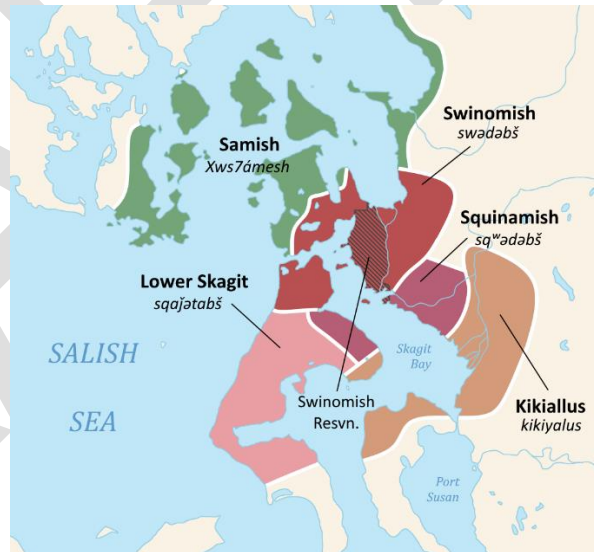 Swinomish
swədəbš
Samish
Xws7ámesh
Squinamish
sqʷədəbš
Lower Skagit
sqaǰətabš
SALISH
SEA
Skagit
Bay
Swinomish
Resvn.
Kikiallus
kikiyalus
Port
Susan